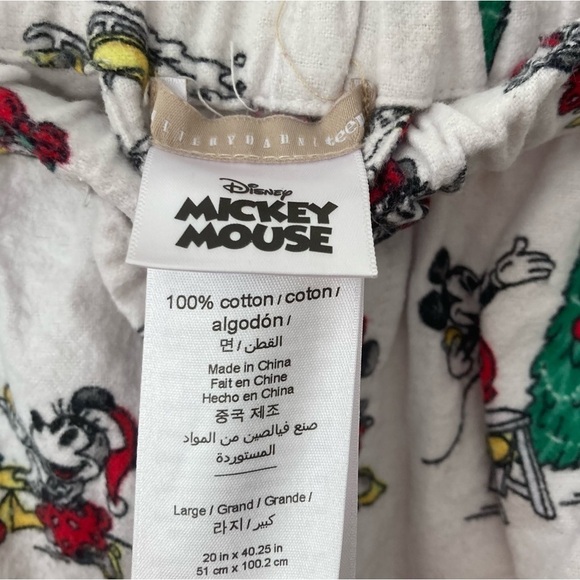 teen
Disney
MICKEY
MOUSE
100% cotton / coton /
algodón /
면 / القطن /
Made in China
Fait en Chine
Hecho en China
중국 제조
صنع فيالصين من المواد
المستوردة
Large / Grand / Grande /
라지 / كبير /
20 in x 40.25 in
51 cm x 100.2 cm